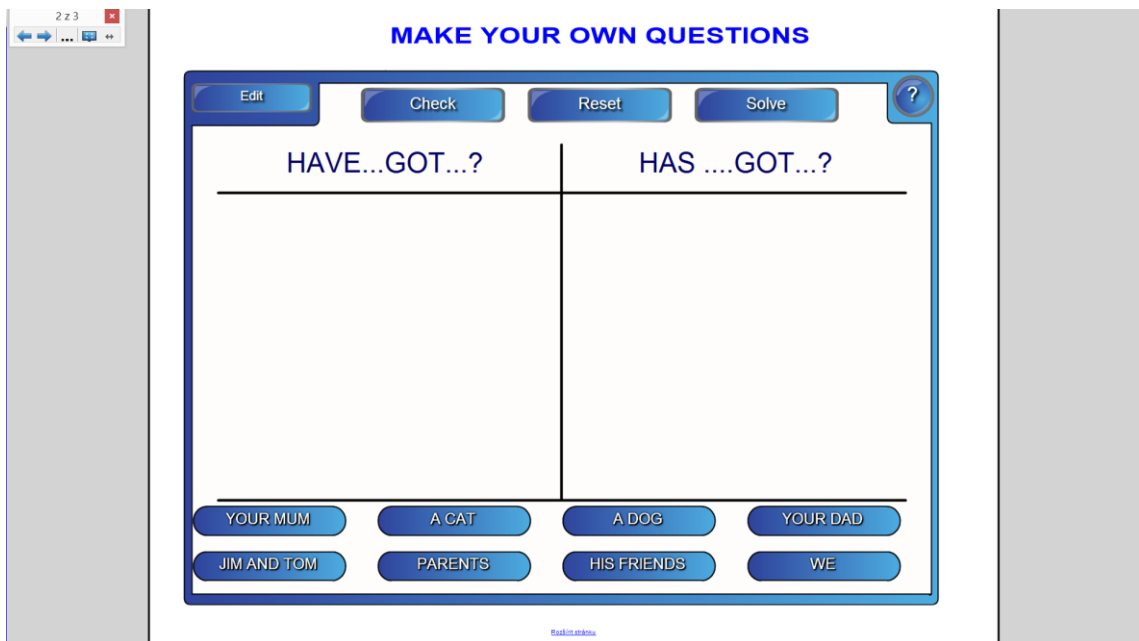 2 z 3
MAKE YOUR OWN QUESTIONS
Edit
Check
Reset
Solve
?
HAVE...GOT...?
HAS ....GOT...?
YOUR MUM
A CAT
A DOG
YOUR DAD
JIM AND TOM
PARENTS
HIS FRIENDS
WE
Rozšířit stránku